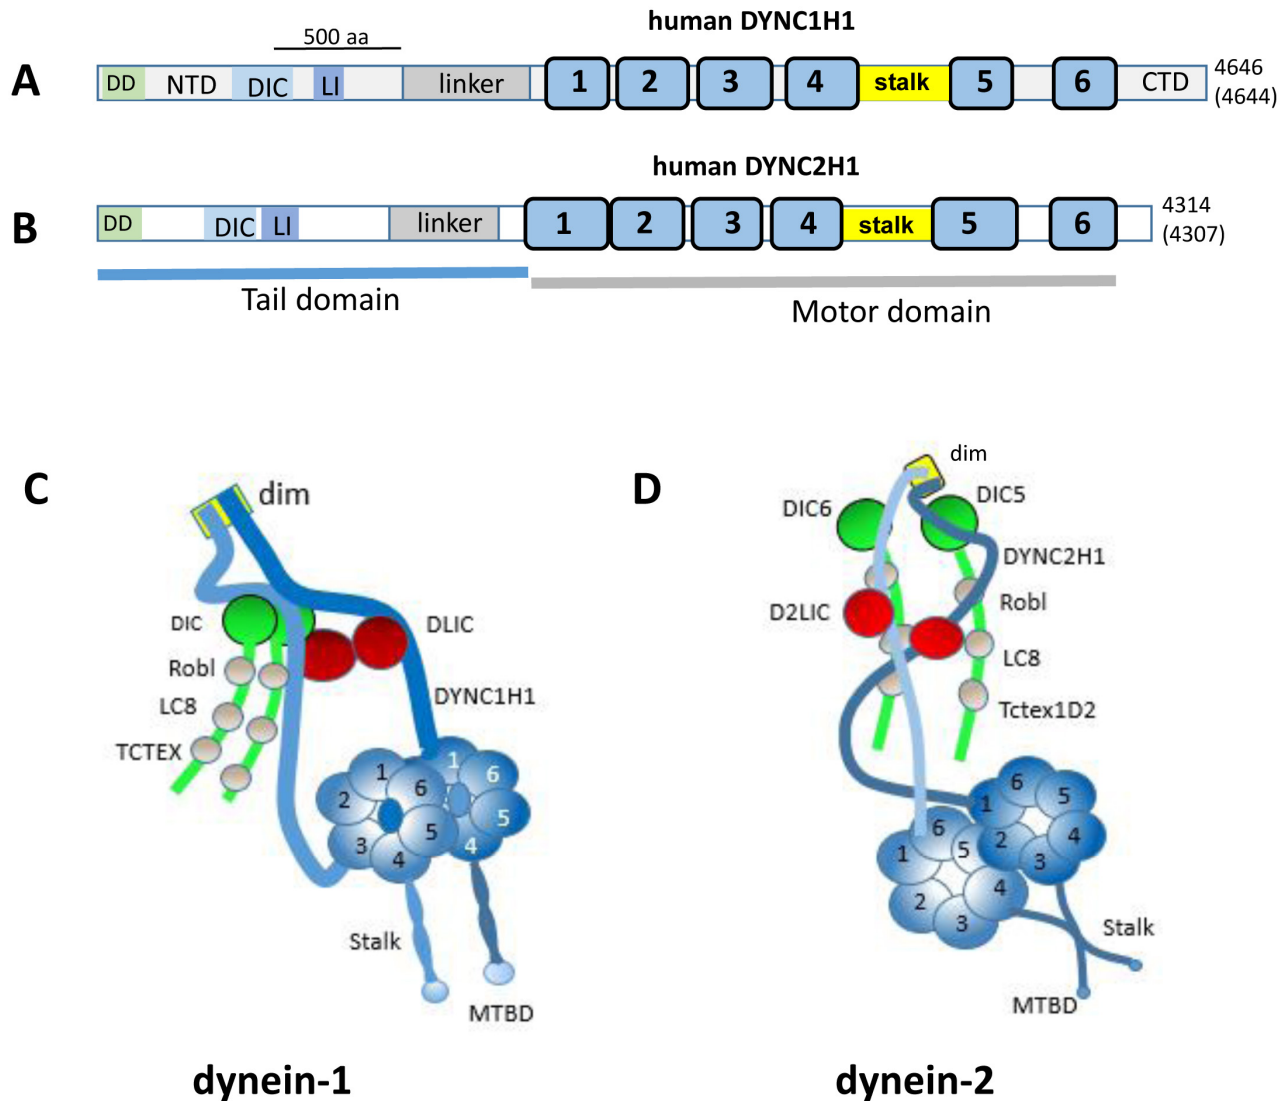 human DYNC1H1
500 aa
A
DD NTD DIC LI linker 1 2 3 4 stalk 5 6 CTD
4646
(4644)
human DYNC2H1
B
DD DIC LI linker 1 2 3 4 stalk 5 6
4314
(4307)
Tail domain
Motor domain
C
dim
DIC
DLIC
Robl
DYNC1H1
LC8
TCTEX
1 6 1 6
2 5 5
3 4 4
Stalk
MTBD
dynein-1
D
dim
DIC6
DIC5
DYNC2H1
D2LIC
Robl
LC8
Tctex1D2
6 5
1 4
2 3
6 5
1 4
2 3
Stalk
MTBD
dynein-2